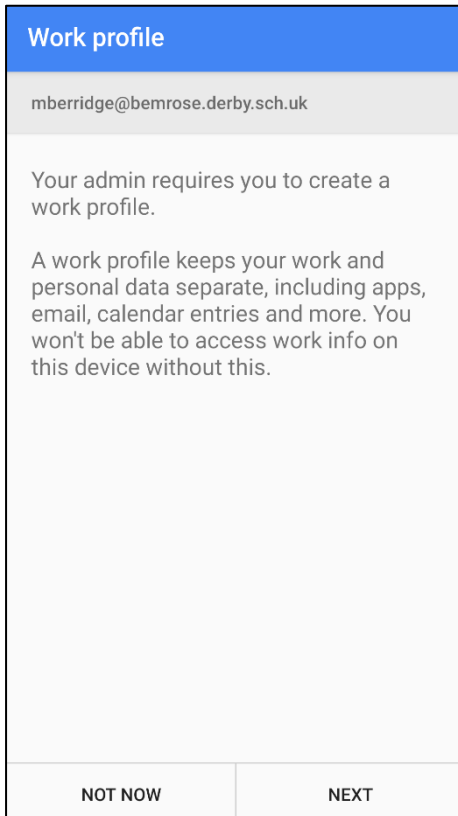 Work profile
mberridge@bemrose.derby.sch.uk
Your admin requires you to create a
work profile.
A work profile keeps your work and
personal data separate, including apps,
email, calendar entries and more. You
won't be able to access work info on
this device without this.
NOT NOW
NEXT